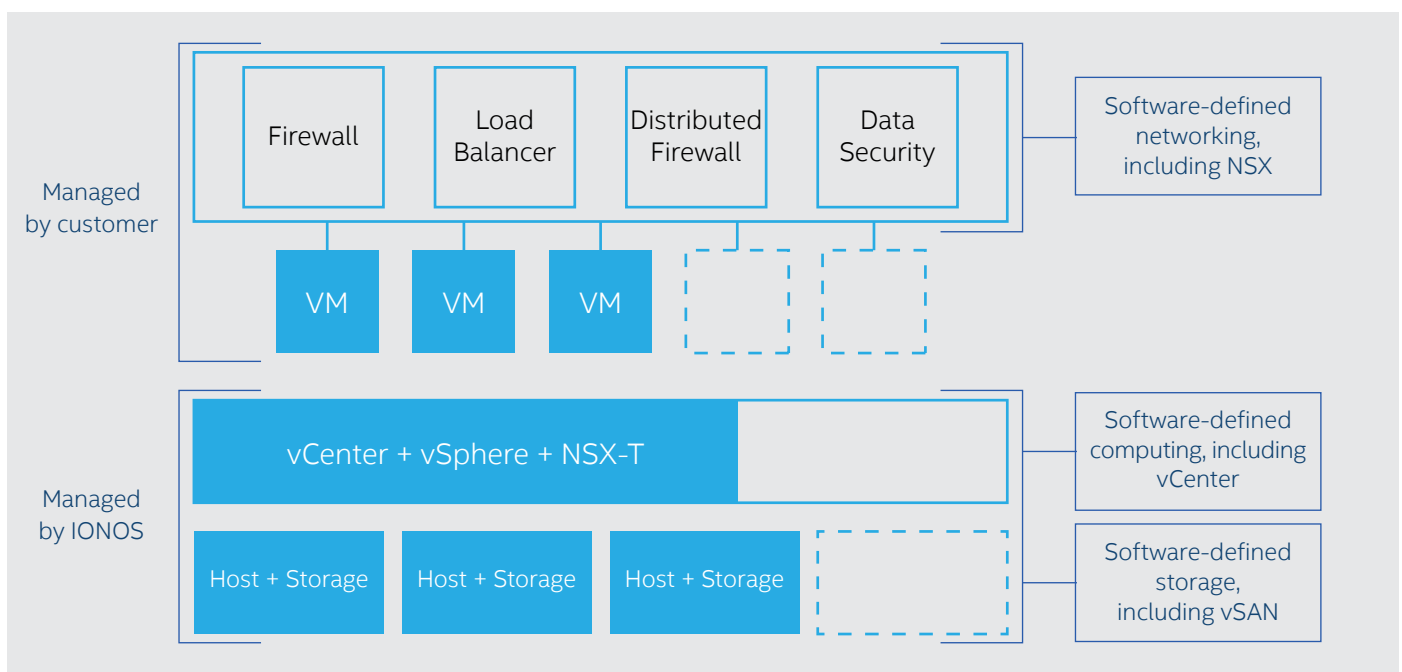 Managed
by customer
Firewall
Load
Balancer
Distributed
Firewall
Data
Security
Software-defined
networking,
including NSX
VM
VM
VM
Managed
by IONOS
vCenter + vSphere + NSX-T
Software-defined
computing, including
vCenter
Host + Storage
Host + Storage
Host + Storage
Software-defined
storage,
including vSAN